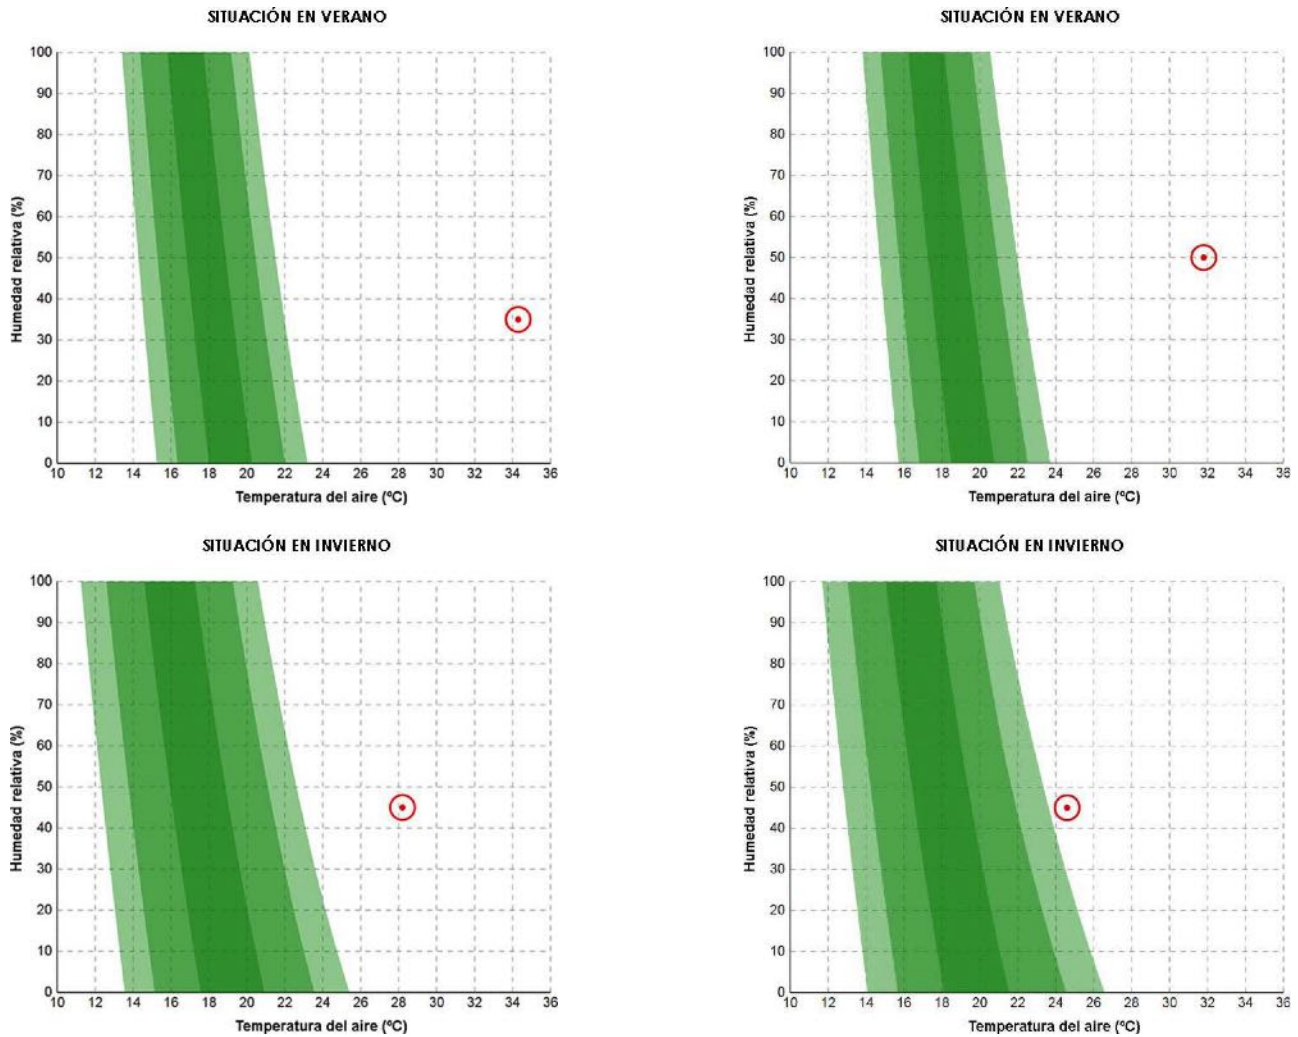 SITUACIÓN EN VERANO
100
90
80
70
60
50
40
30
20
10
0
Humedad relativa (%)
10 12 14 16 18 20 22 24 26 28 30 32 34 36
Temperatura del aire (ºC)
SITUACIÓN EN VERANO
100
90
80
70
60
50
40
30
20
10
0
Humedad relativa (%)
10 12 14 16 18 20 22 24 26 28 30 32 34 36
Temperatura del aire (ºC)
SITUACIÓN EN INVIERNO
100
90
80
70
60
50
40
30
20
10
0
Humedad relativa (%)
10 12 14 16 18 20 22 24 26 28 30 32 34 36
Temperatura del aire (ºC)
SITUACIÓN EN INVIERNO
100
90
80
70
60
50
40
30
20
10
0
Humedad relativa (%)
10 12 14 16 18 20 22 24 26 28 30 32 34 36
Temperatura del aire (ºC)